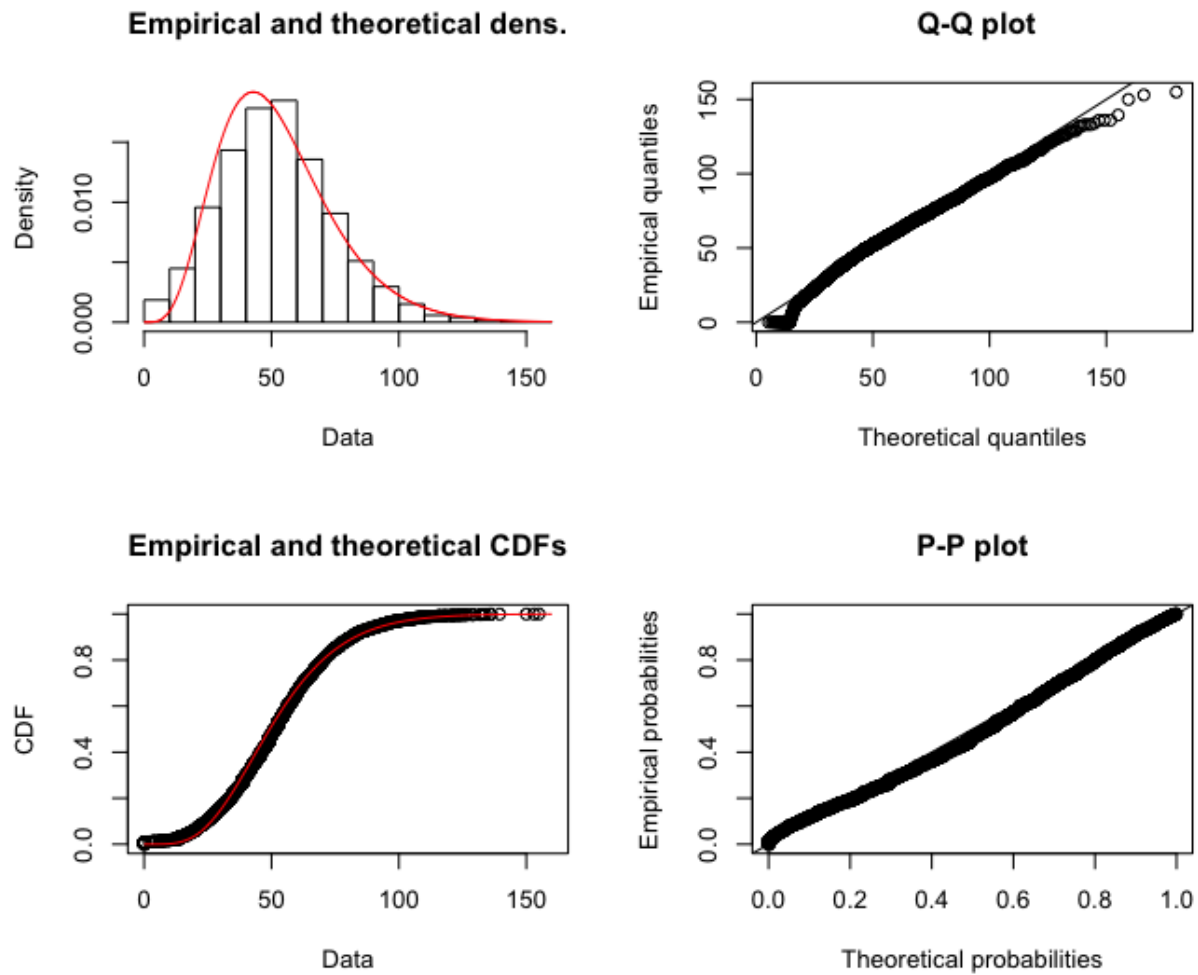 Empirical and theoretical dens.
Density
0.000
0.010
0
50
100
150
Data
Q-Q plot
Empirical quantiles
0
50
100
150
0
50
100
150
Theoretical quantiles
Empirical and theoretical CDFs
CDF
0.0
0.4
0.8
0
50
100
150
Data
P-P plot
Empirical probabilities
0.0
0.4
0.8
0.0
0.2
0.4
0.6
0.8
1.0
Theoretical probabilities